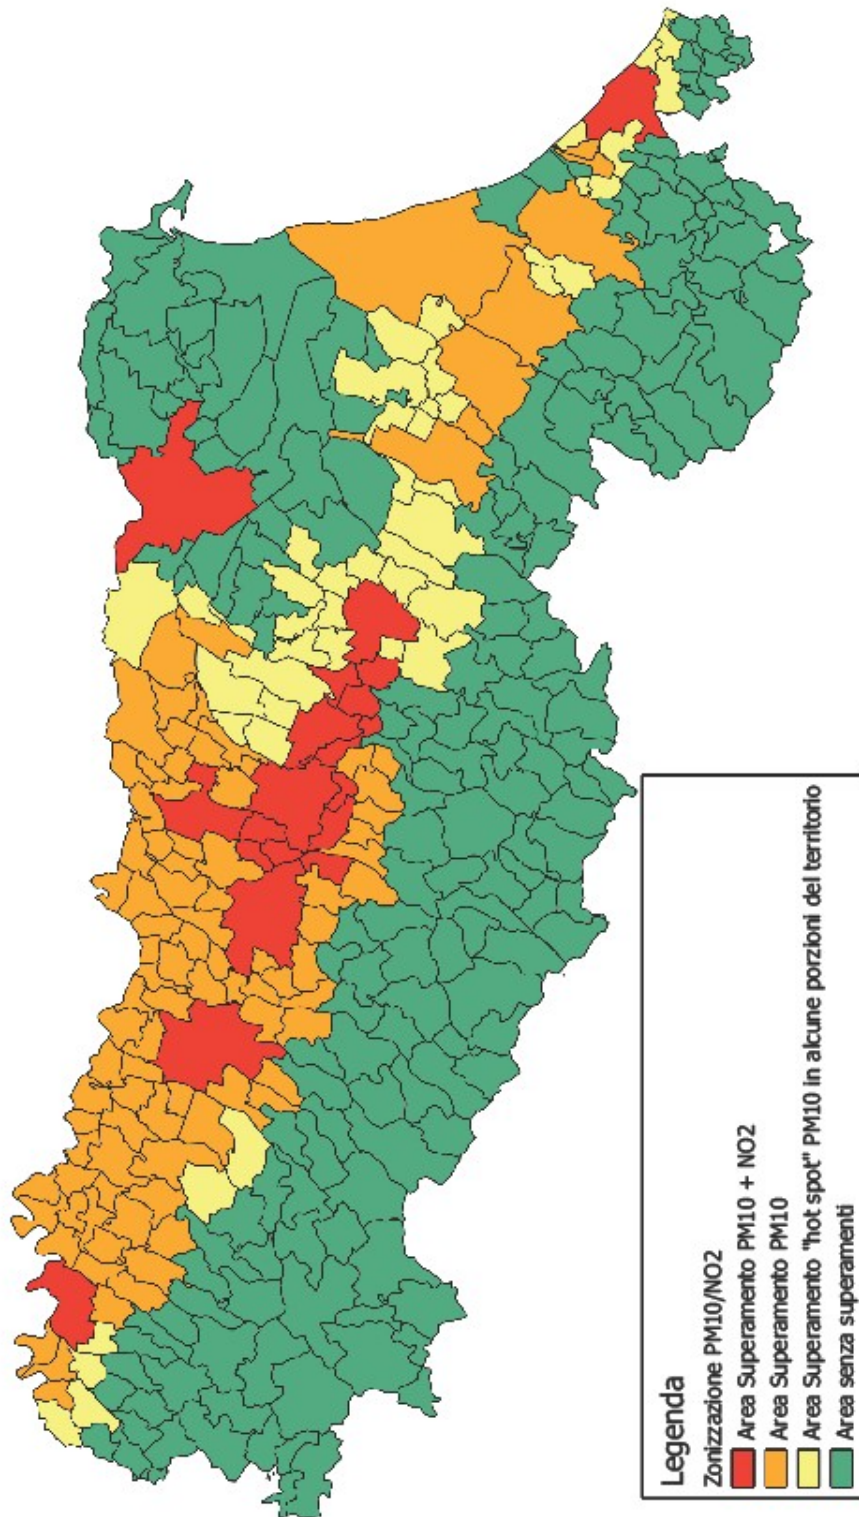 Legenda
Zonizzazione PM10/NO2
Area Superamento PM10 + NO2
Area Superamento PM10
Area Superamento "hot spot" PM10 in alcune porzioni del territorio
Area senza superamenti